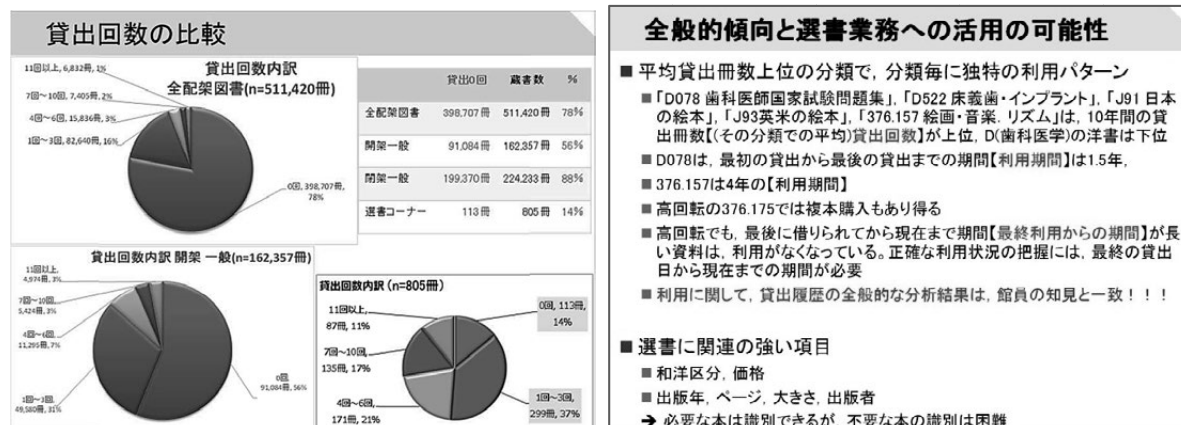 貸出回数の比較
貸出回数内訳
全配架図書(n=511,420冊)
11回以上, 6,832冊, 1%
7回～10回, 7,405冊, 2%
4回～6回, 15,836冊, 3%
1回～3回, 82,640冊, 16%
0回, 398,707冊,
78%
貸出0回 蔵書数 %
全配架図書 398,707冊 511,420冊 78%
開架一般 91,084冊 162,357冊 56%
閉架一般 199,370冊 224,233冊 88%
選書コーナー 113冊 805冊 14%
貸出回数内訳 開架 一般(n=162,357冊)
11回以上,
4,974冊, 3%
7回～10回,
5,424冊, 3%
4回～6回,
11,295冊, 7%
1回～3回,
49,580冊, 31%
0回,
91,084冊, 56%
貸出回数内訳 (n=805冊)
11回以上,
87冊, 11%
7回～10回,
135冊, 17%
4回～6回,
171冊, 21%
0回, 113冊,
14%
1回～3回,
299冊, 37%
全般的傾向と選書業務への活用の可能性
■ 平均貸出冊数上位の分類で, 分類毎に独特の利用パターン
■「D078 歯科医師国家試験問題集」,「D522 床義歯・インプラント」,「J91 日本
の絵本」,「J93英米の絵本」,「376.157 絵画・音楽. リズム」は, 10年間の貸
出冊数【(その分類での平均)貸出回数】が上位, D(歯科医学)の洋書は下位
■ D078は, 最初の貸出から最後の貸出までの期間【利用期間】は1.5年,
■ 376.157は4年の【利用期間】
■ 高回転の376.175では複本購入もあり得る
■ 高回転でも, 最後に借りられてから現在まで期間【最終利用からの期間】が長
い資料は, 利用がなくなっている。正確な利用状況の把握には, 最終の貸出
日から現在までの期間が必要
■ 利用に関して, 貸出履歴の全般的な分析結果は, 館員の知見と一致！！！
■ 選書に関連の強い項目
■ 和洋区分, 価格
■ 出版年, ページ, 大きさ, 出版者
➔ 必要な本は識別できるが, 不要な本の識別は困難